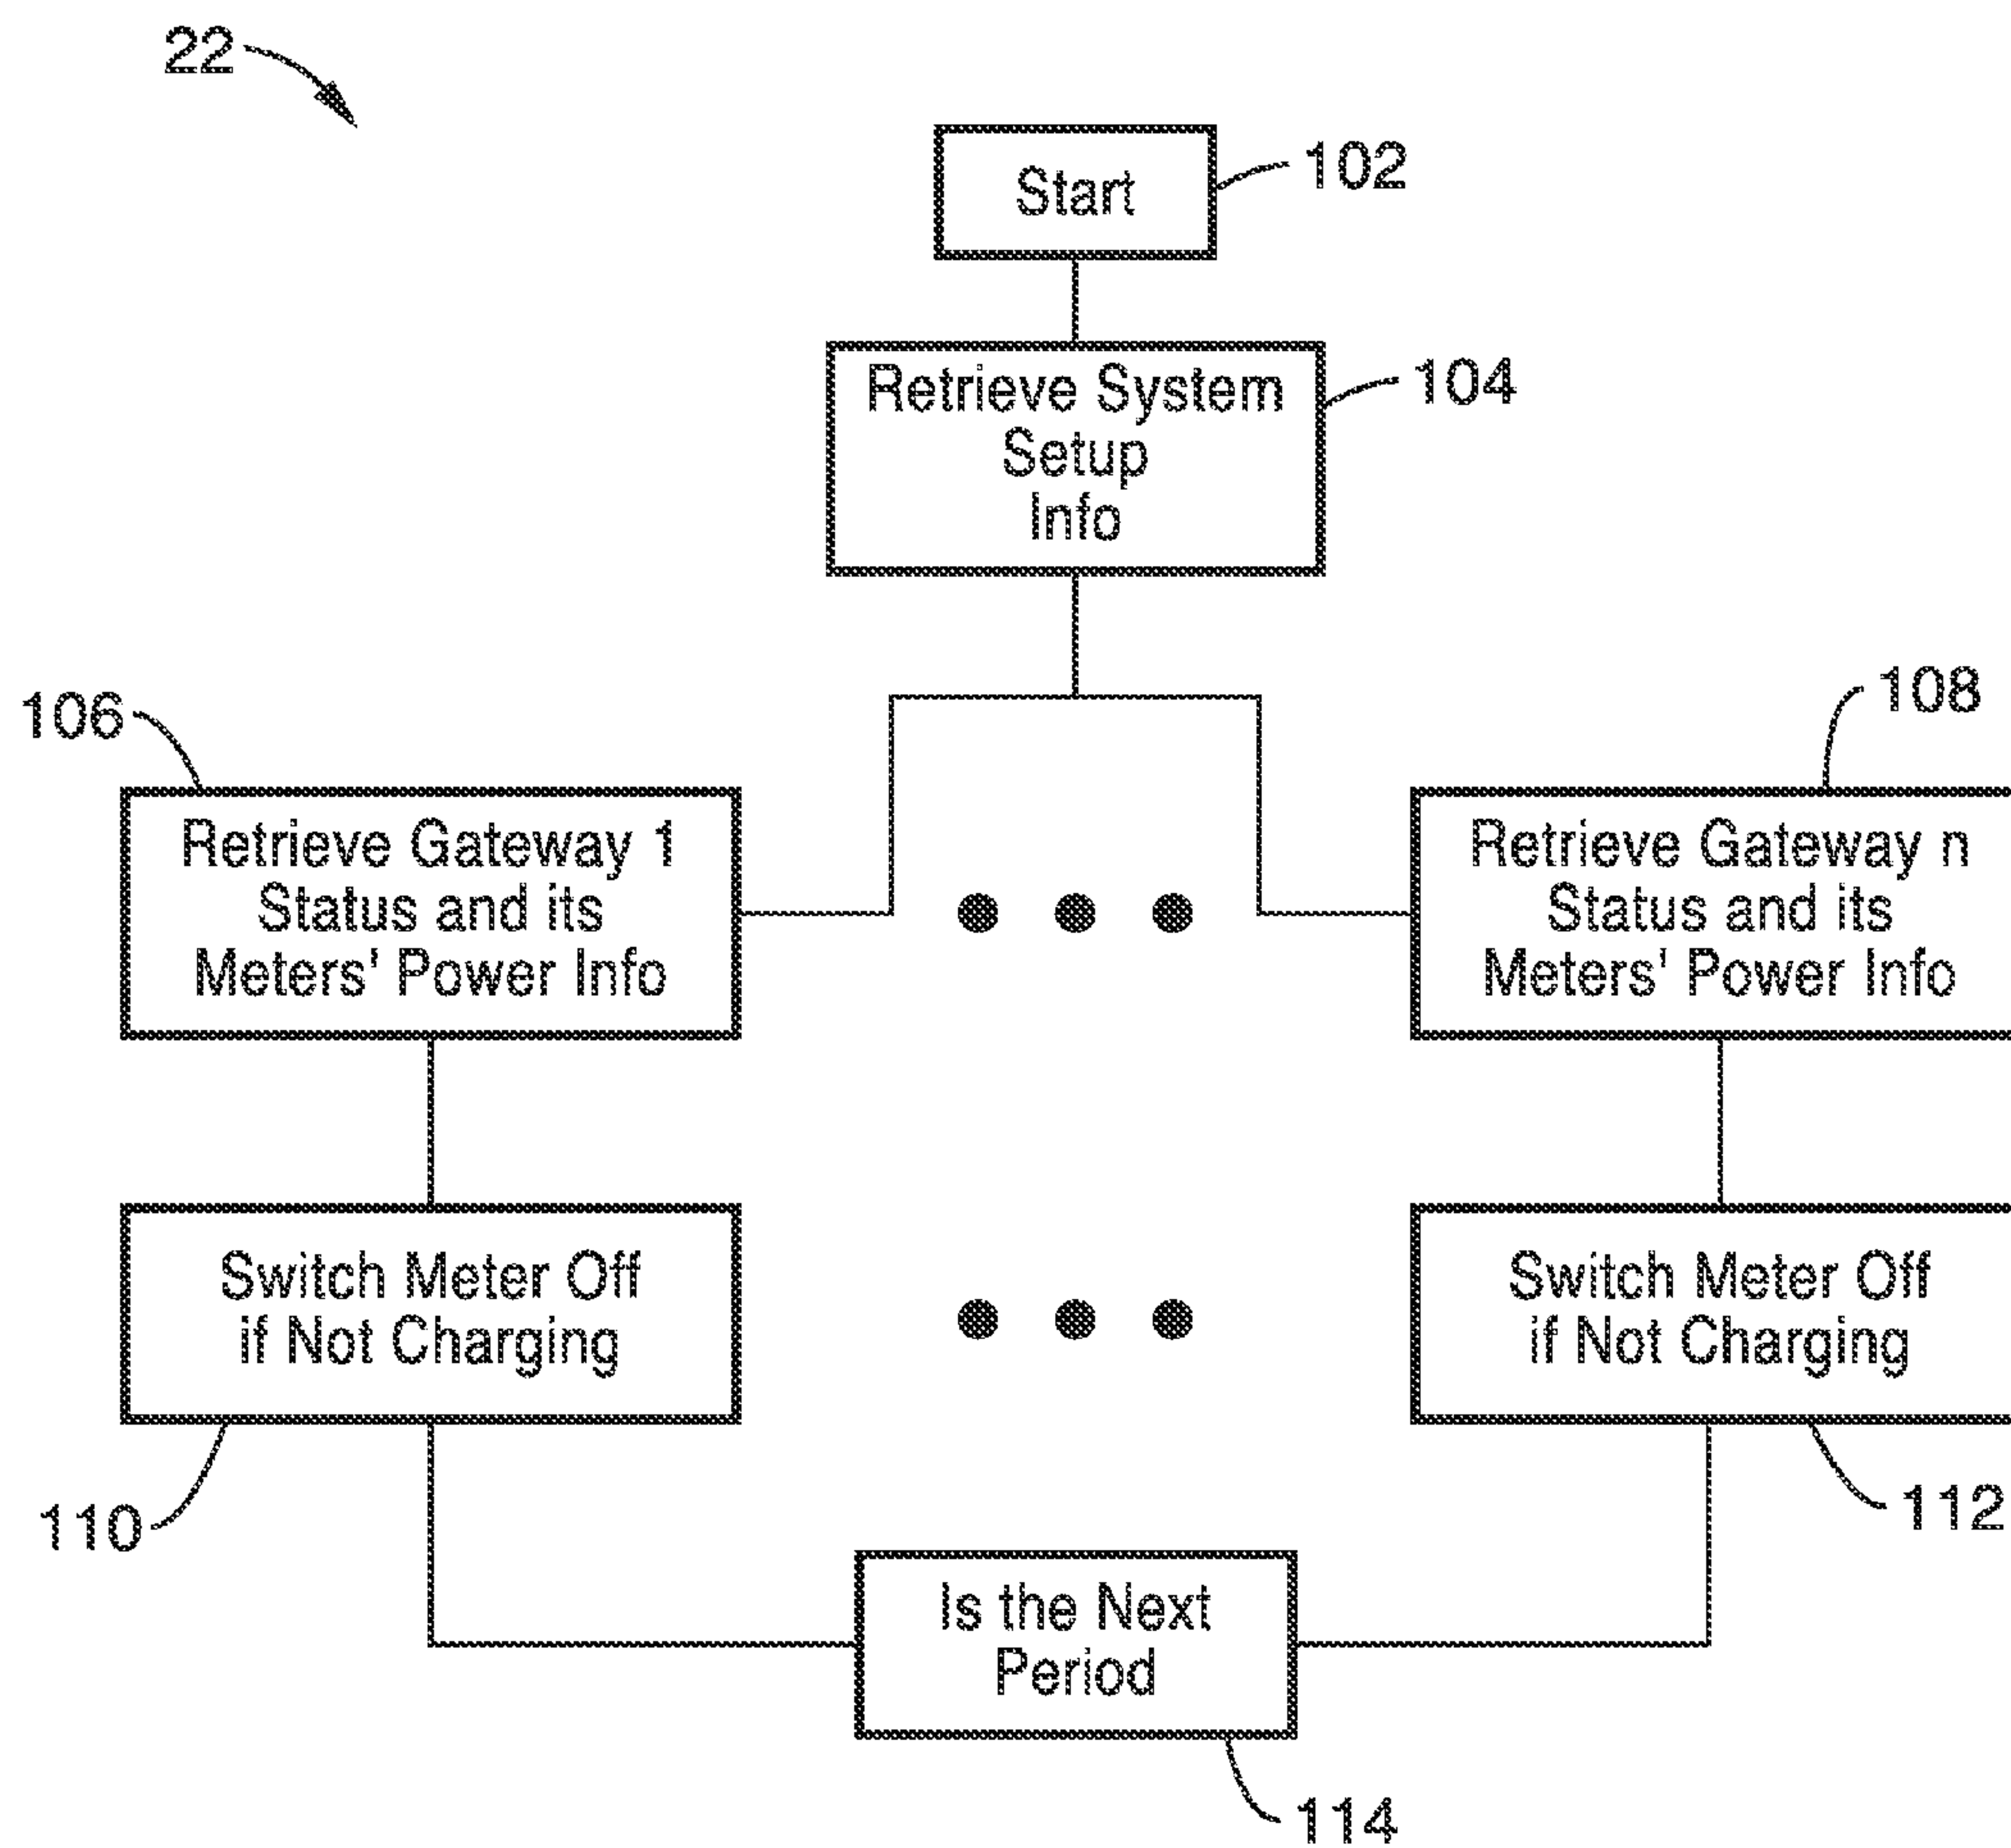 22
Start
102
Retrieve System
Setup
Info
104
106
108
Retrieve Gateway 1
Status and its
Meters' Power Info
Retrieve Gateway n
Status and its
Meters' Power Info
Switch Meter Off
if Not Charging
Switch Meter Off
if Not Charging
110
112
Is the Next
Period
114